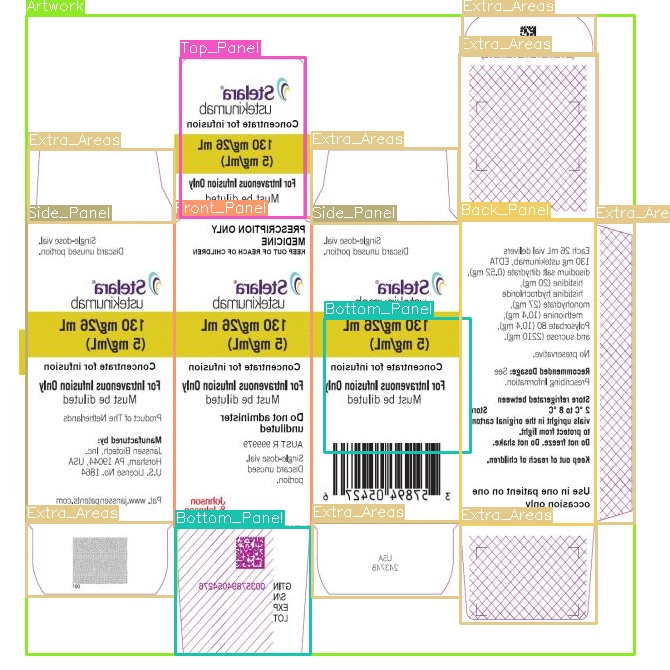 Artwork
Extra_Areas
Extra_Areas
Top_Panel
Stelara®
ustekinumab
Concentrate for infusion
130 mg/26 mL
(5 mg/mL)
For Intravenous Infusion Only
Must be diluted
Extra_Areas
Extra_Areas
Side_Panel
Single-dose vial.
Discard unused portion.
Stelara®
ustekinumab
130 mg/26 mL
(5 mg/mL)
Concentrate for infusion
For Intravenous Infusion Only
Must be diluted
Product of The Netherlands
Manufactured by:
Janssen Biotech, Inc.
Horsham, PA 19044, USA
U.S. License No. 1864
Pat. www.janssenpatents.com
Front_Panel
PRESCRIPTION ONLY
MEDICINE
KEEP OUT OF REACH OF CHILDREN
Stelara®
ustekinumab
130 mg/26 mL
(5 mg/mL)
Concentrate for infusion
For Intravenous Infusion Only
Must be diluted
Do not administer
undiluted
AUST R 999979
Single-dose vial.
Discard unused
portion.
Johnson
& Johnson
Side_Panel
Single-dose vial.
Discard unused portion.
Stelara®
ustekinumab
Bottom_Panel
130 mg/26 mL
(5 mg/mL)
Concentrate for infusion
For Intravenous Infusion Only
Must be diluted
3 57894 05427 6
Back_Panel
Each 26 mL vial delivers
130 mg ustekinumab, EDTA
disodium salt dihydrate (0.52 mg),
histidine (20 mg),
histidine hydrochloride
monohydrate (27 mg),
methionine (10.4 mg),
Polysorbate 80 (10.4 mg),
and sucrose (2210 mg).
No preservative.
Recommended Dosage: See
Prescribing Information.
Store refrigerate between
2 °C to 8 °C
Store
vials upright in the original carton
to protect from light.
Do not freeze. Do not shake.
Keep out of reach of children.
Use in one patient on one
occasion only
Extra_Are
Extra_Areas
Bottom_Panel
00357894054276
GTIN
S/N
EXP
LOT
Extra_Areas
USA
Extra_Areas